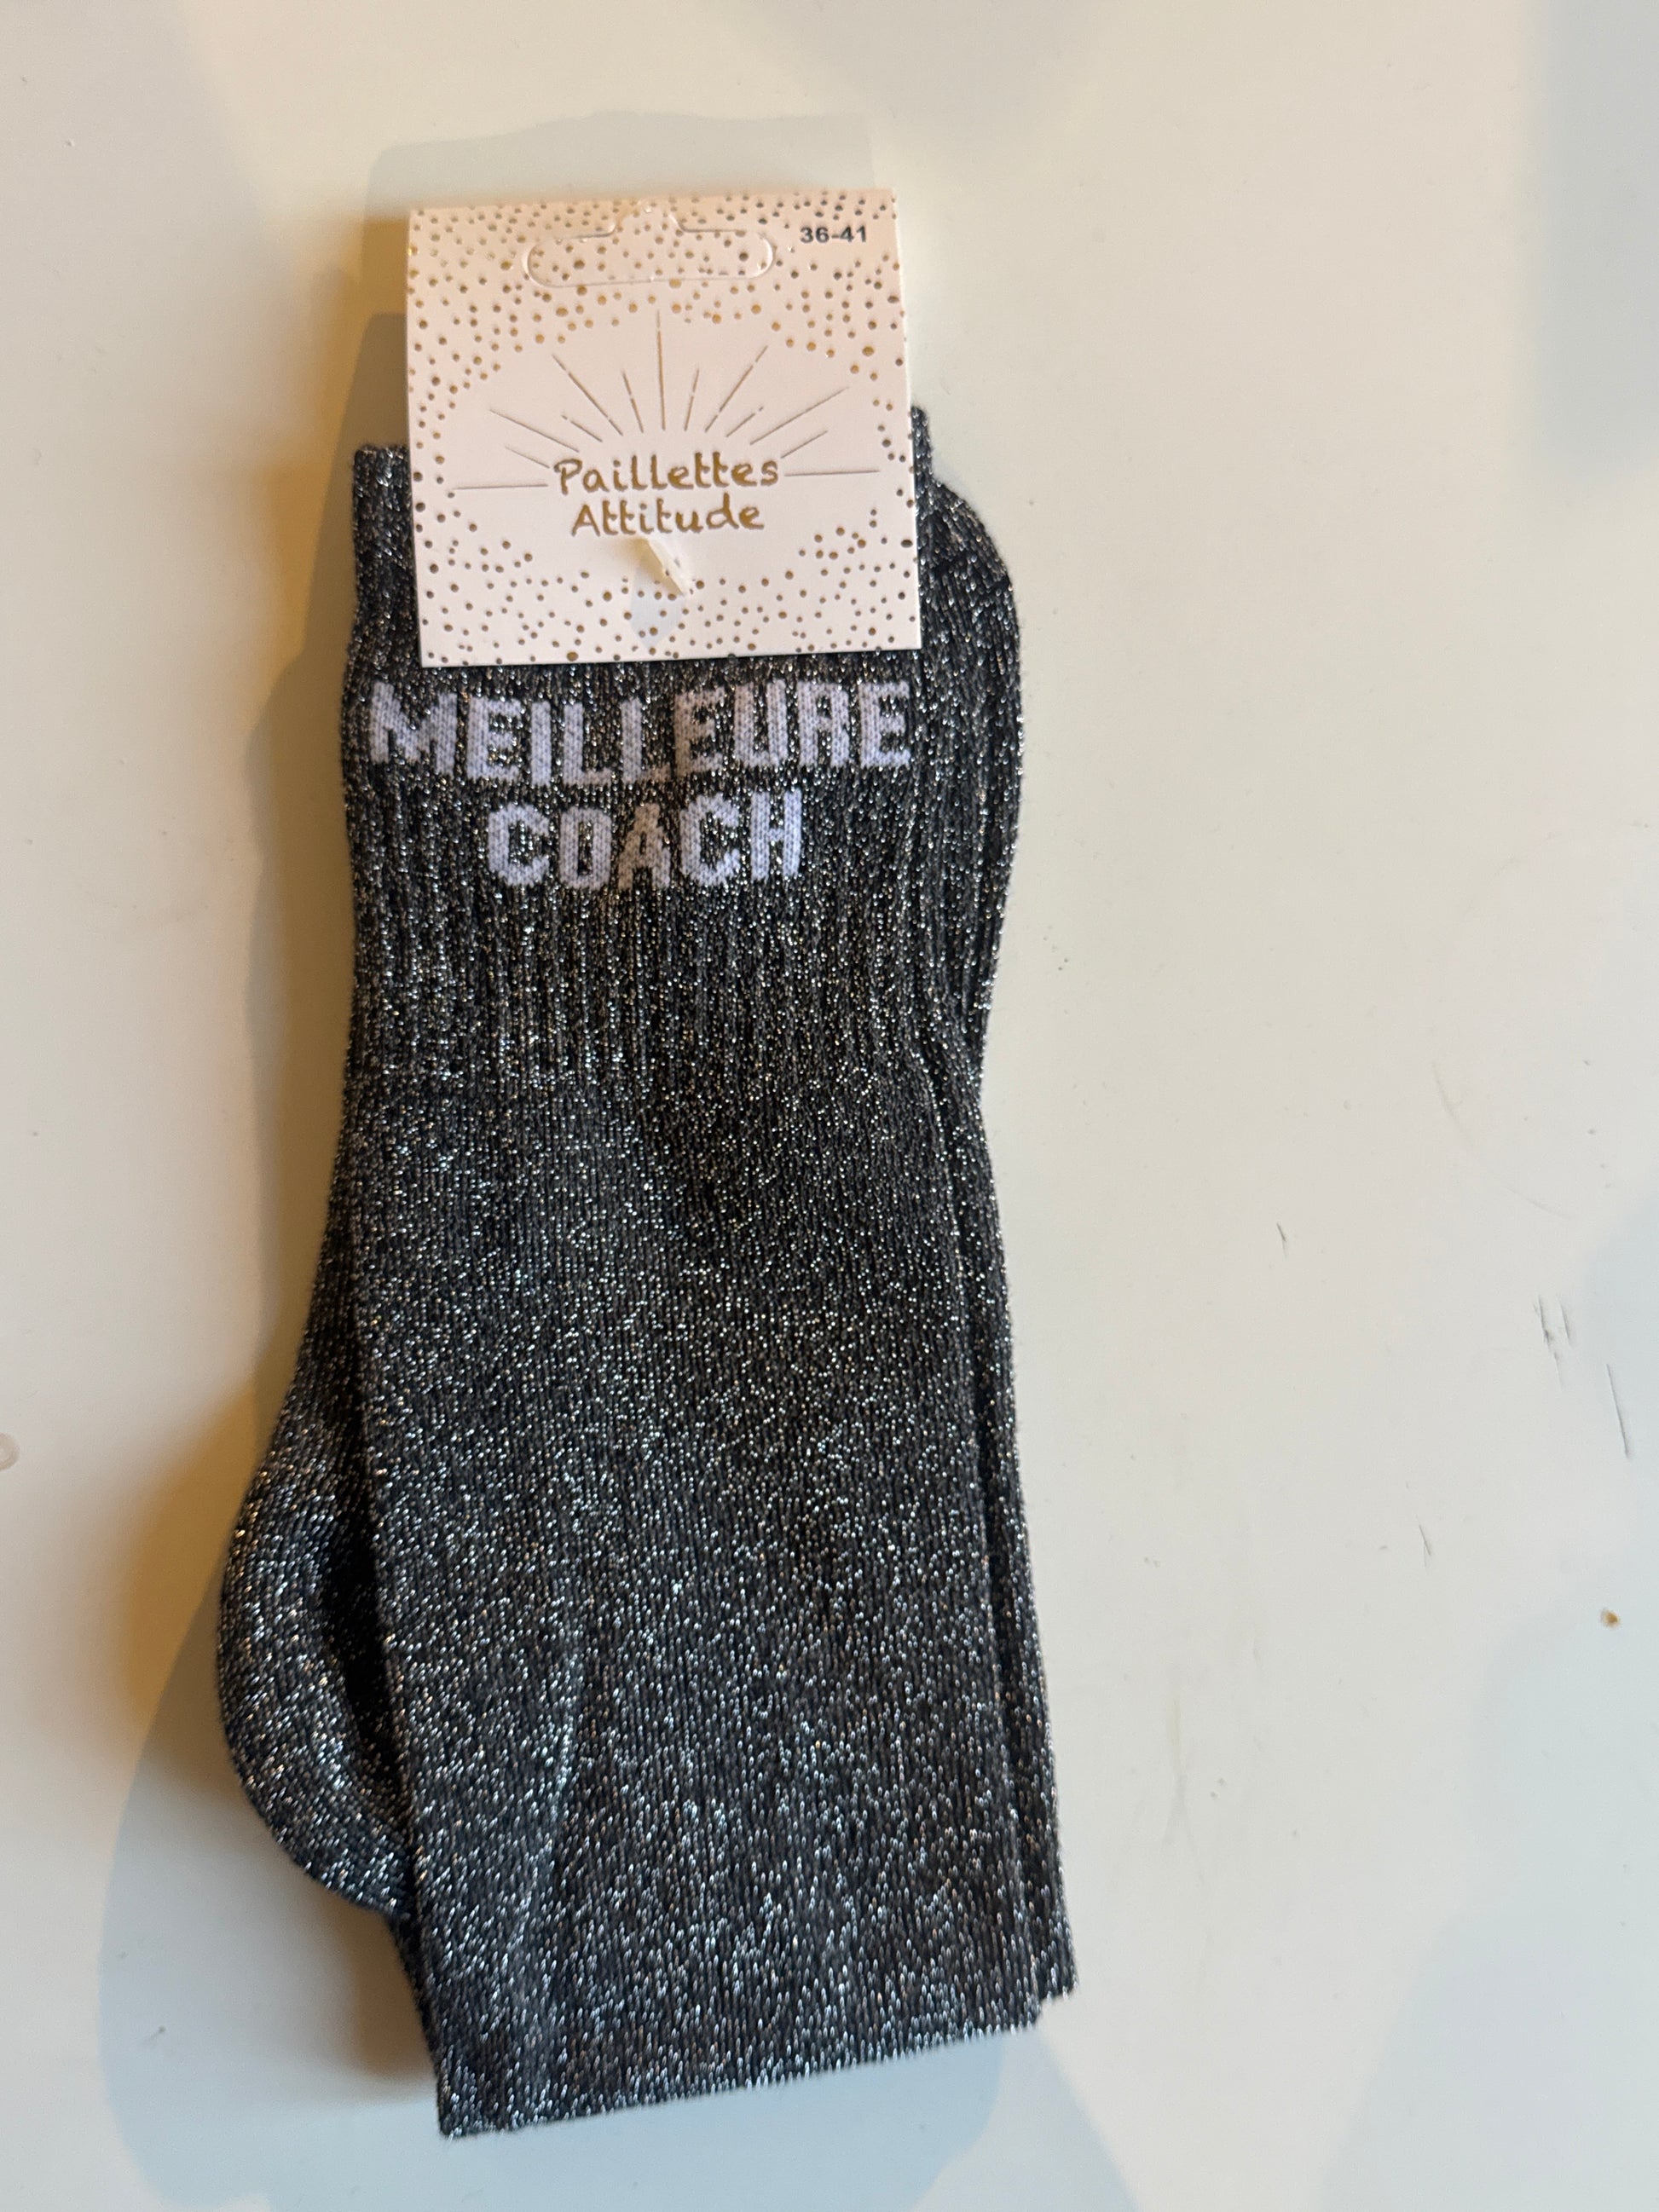 36-41
Paillettes
Attitude
MEILLEURE
COACH